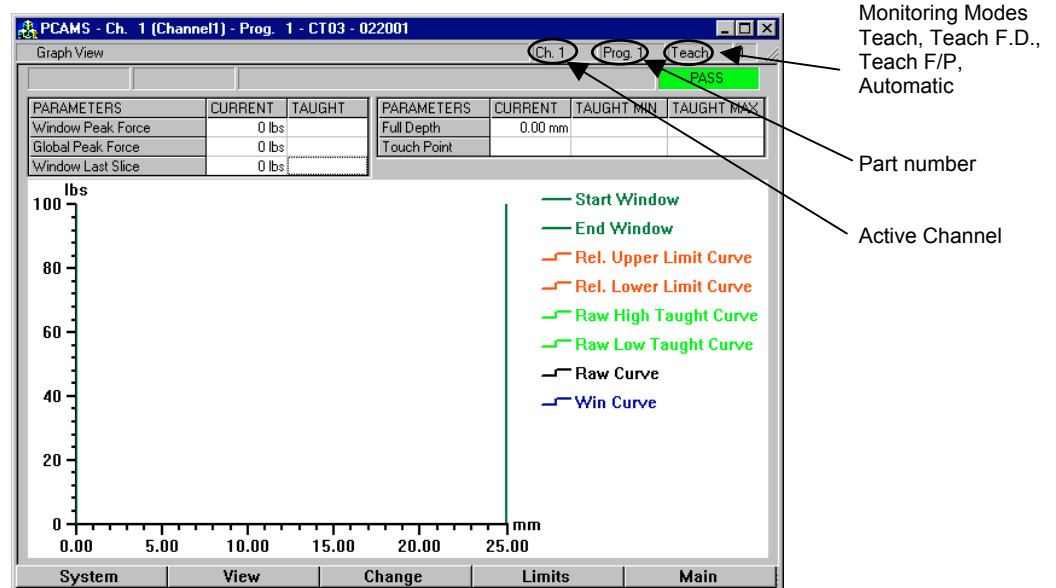 PCAMS - Ch. 1 (Channel1) - Prog. 1 - CT03 - 022001
Graph View
Ch. 1
Prog. 1
Teach
PASS
PARAMETERS CURRENT TAUGHT
Window Peak Force 0 lbs
Global Peak Force 0 lbs
Window Last Slice 0 lbs
PARAMETERS CURRENT TAUGHT MIN TAUGHT MAX
Full Depth 0.00 mm
Touch Point
lbs
100
80
60
40
20
0
mm
0.00 5.00 10.00 15.00 20.00 25.00
Start Window
End Window
Rel. Upper Limit Curve
Rel. Lower Limit Curve
Raw High Taught Curve
Raw Low Taught Curve
Raw Curve
Win Curve
System View Change Limits Main
Monitoring Modes
Teach, Teach F.D.,
Teach F/P,
Automatic
Part number
Active Channel